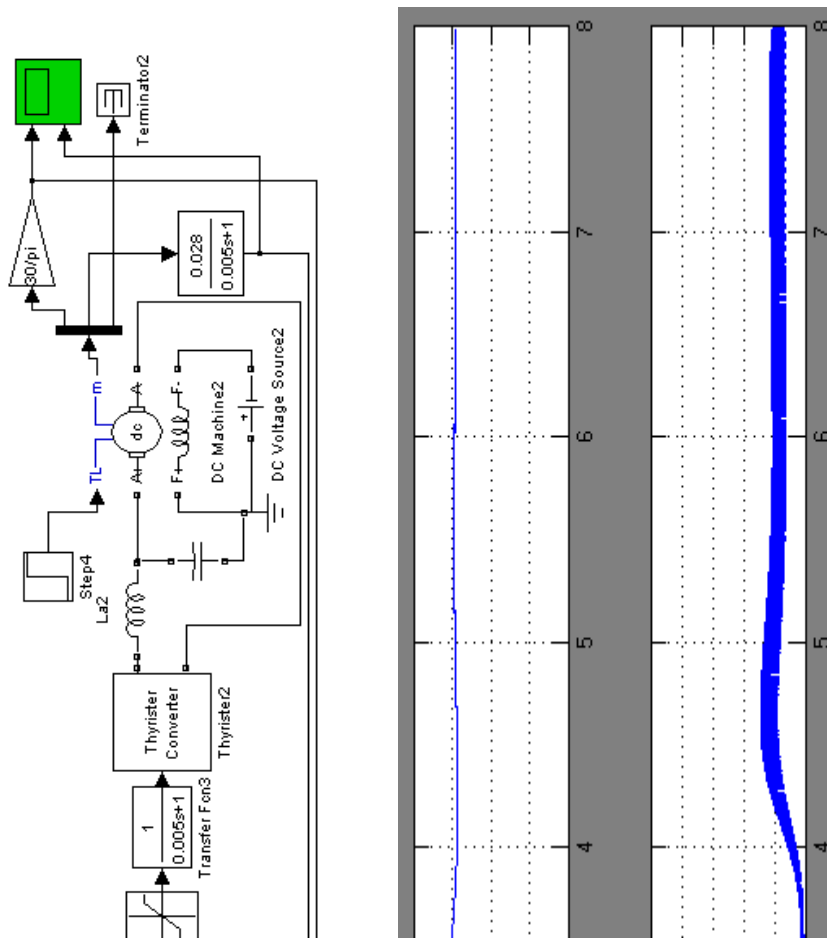 Terminator2
30/pi
0.028
0.005s+1
m
A-
F-
dc
DC Machine2
DC Voltage Source2
+
TL
A+
F+
Step4
La2
Thyrister
Converter
Thyrister2
1
0.005s+1
Transfer Fcn3
8
7
6
5
4
8
7
6
5
4